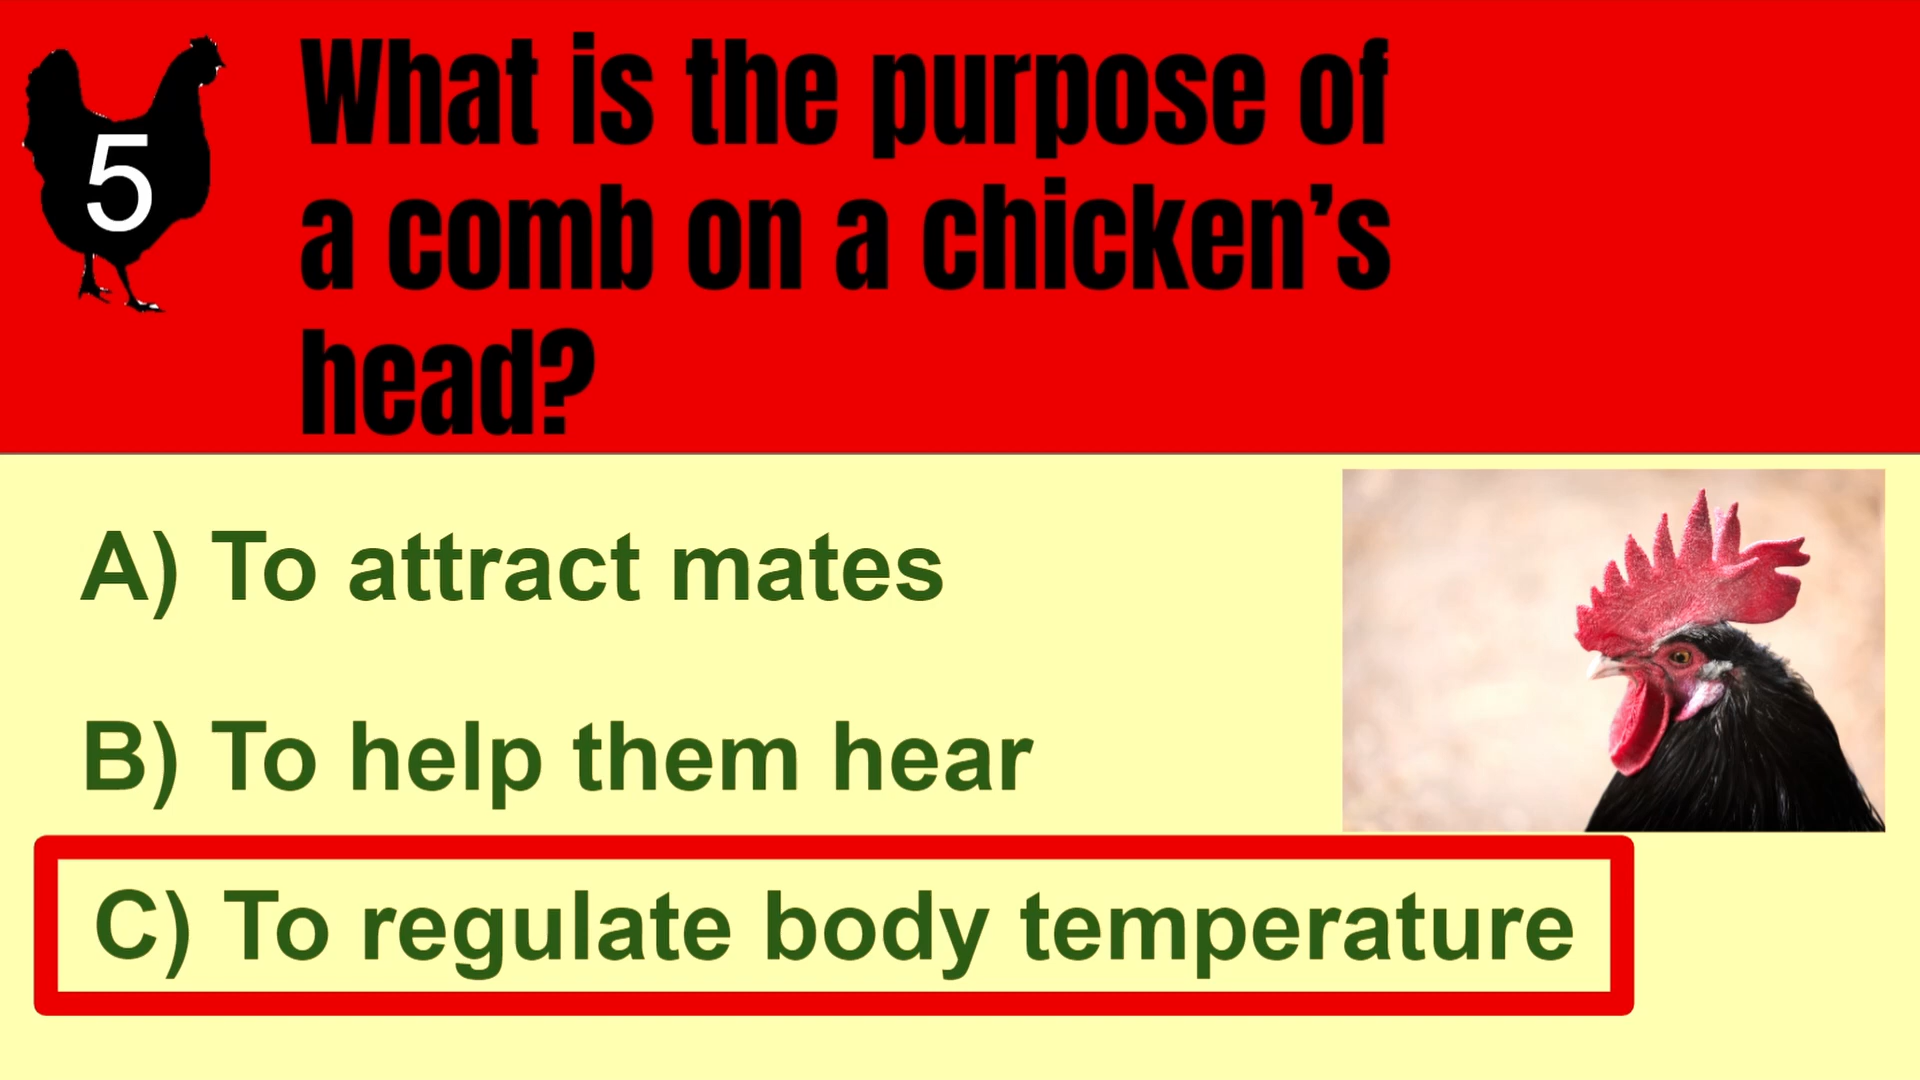 5
What is the purpose of
a comb on a chicken’s
head?
A) To attract mates
B) To help them hear
C) To regulate body temperature